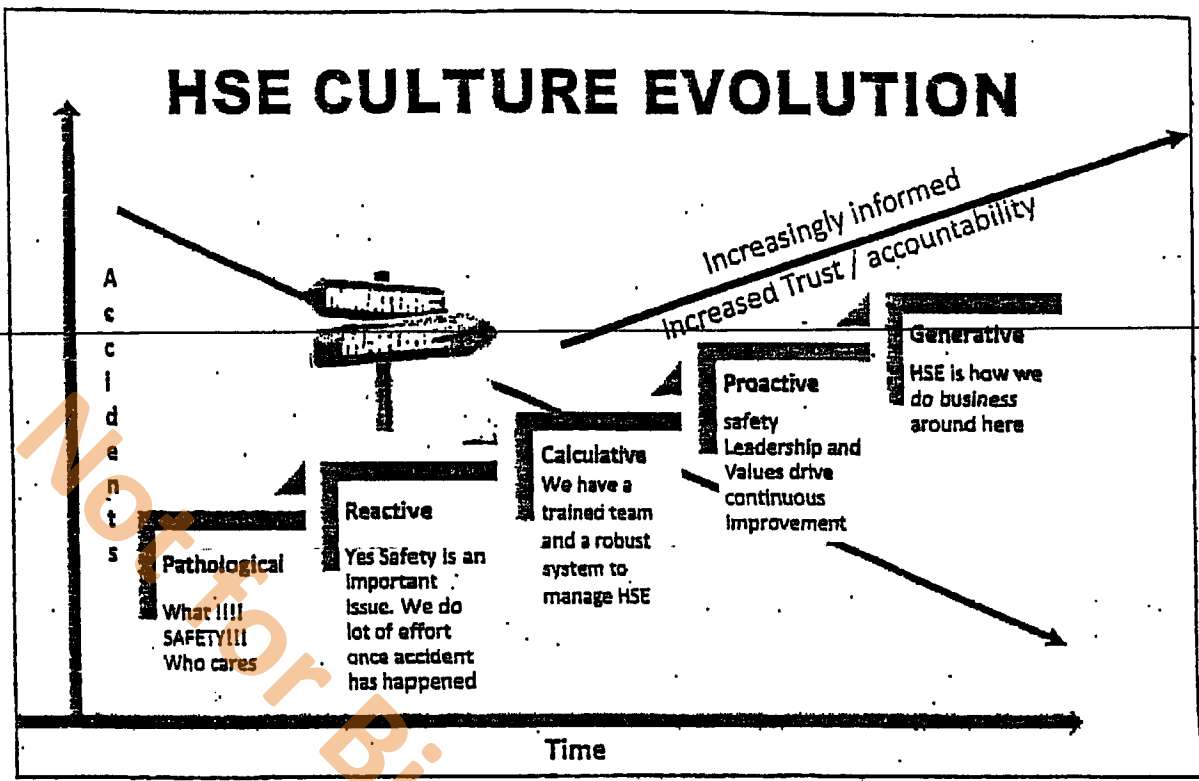 HSE CULTURE EVOLUTION
Increasingly informed
Increased Trust / accountability
Accidents
Pathological
What !!!!
SAFETY!!!
Who cares
Reactive
Yes Safety is an
important
issue. We do
lot of effort
once accident
has happened
Calculative
We have a
trained team
and a robust
system to
manage HSE
Proactive
safety
Leadership and
Values drive
continuous
improvement
Generative
HSE is how we
do business
around here
Time
Not for Bi